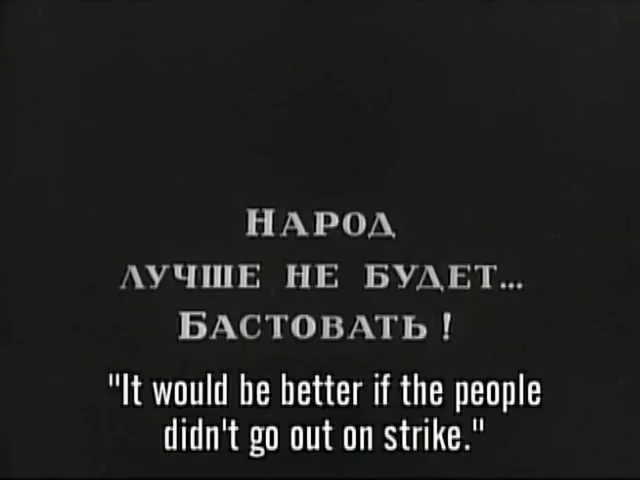 НАРОД
ЛУЧШЕ НЕ БУДЕТ...
БАСТОВАТЬ!
"It would be better if the people
didn't go out on strike."